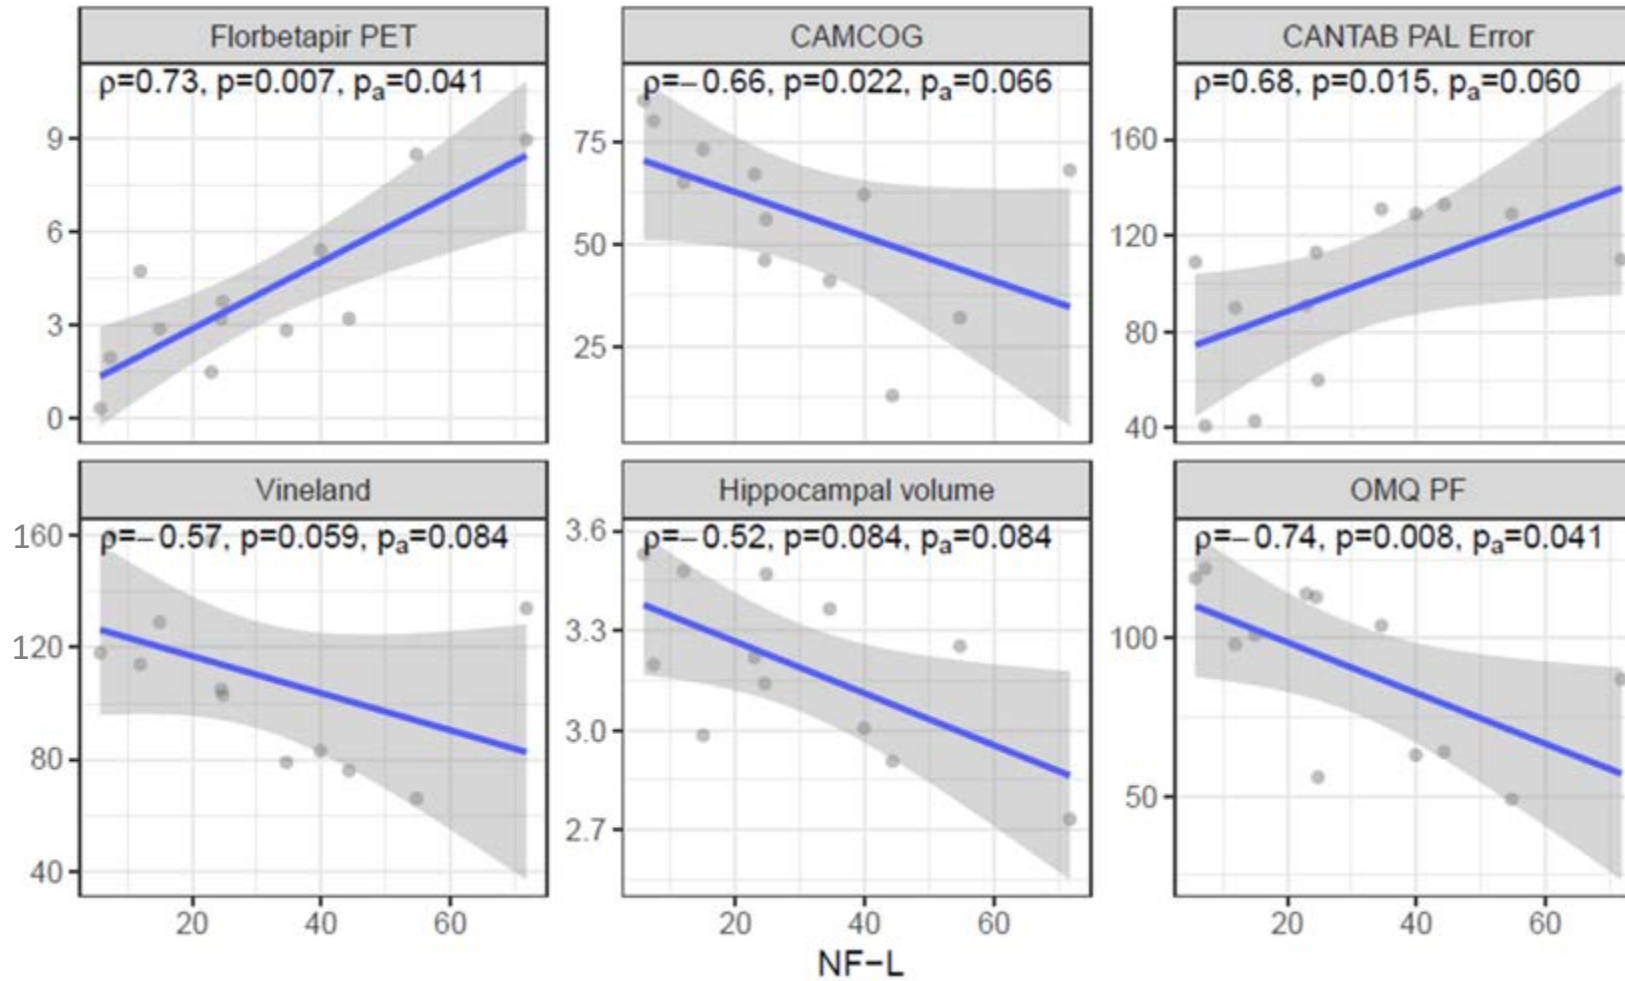 Florbetapir PET
ρ=0.73, p=0.007, pₐ=0.041
9
6
3
0
CAMCOG
ρ=−0.66, p=0.022, pₐ=0.066
75
50
25
CANTAB PAL Error
ρ=0.68, p=0.015, pₐ=0.060
160
120
80
40
Vineland
ρ=−0.57, p=0.059, pₐ=0.084
160
120
80
40
20 40 60
Hippocampal volume
ρ=−0.52, p=0.084, pₐ=0.084
3.6
3.3
3.0
2.7
20 40 60
OMQ PF
ρ=−0.74, p=0.008, pₐ=0.041
100
50
20 40 60
NF−L